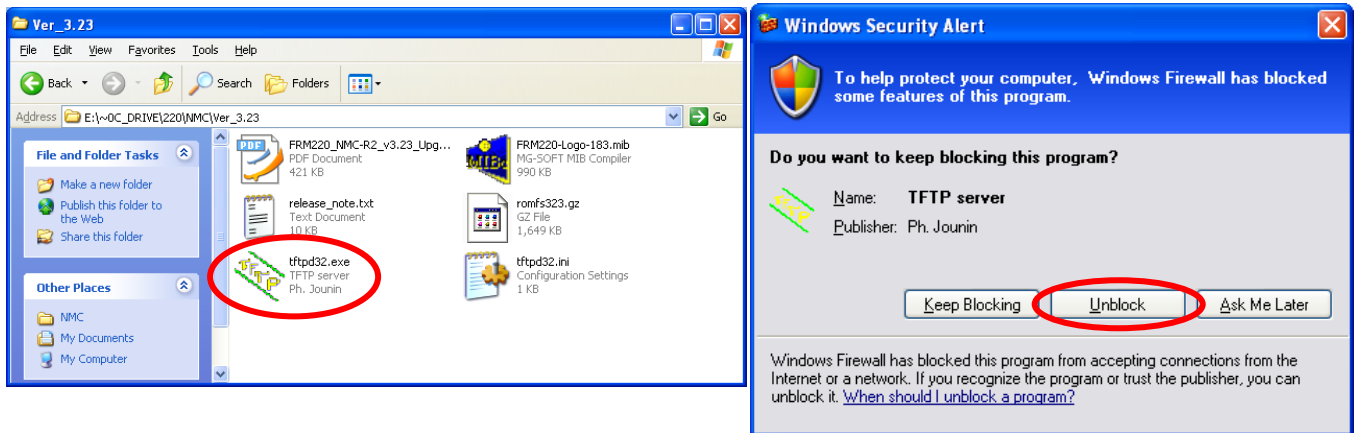 Ver_3.23
File Edit View Favorites Tools Help
Back Search Folders
Address E:\~0C_DRIVE\220\NMC\Ver_3.23 Go
File and Folder Tasks
Make a new folder
Publish this folder to
the Web
Share this folder
Other Places
NMC
My Documents
My Computer
FRM220_NMC-R2_v3.23_Upg...
PDF Document
421 KB
FRM220-Logo-183.mib
MG-SOFT MIB Compiler
990 KB
release_note.txt
Text Document
10 KB
romfs323.gz
GZ File
1,649 KB
tftpd32.exe
TFTP server
Ph. Jounin
tftpd32.ini
Configuration Settings
1 KB
Windows Security Alert
To help protect your computer, Windows Firewall has blocked
some features of this program.
Do you want to keep blocking this program?
Name: TFTP server
Publisher: Ph. Jounin
Keep Blocking Unblock Ask Me Later
Windows Firewall has blocked this program from accepting connections from the
Internet or a network. If you recognize the program or trust the publisher, you can
unblock it. When should I unblock a program?